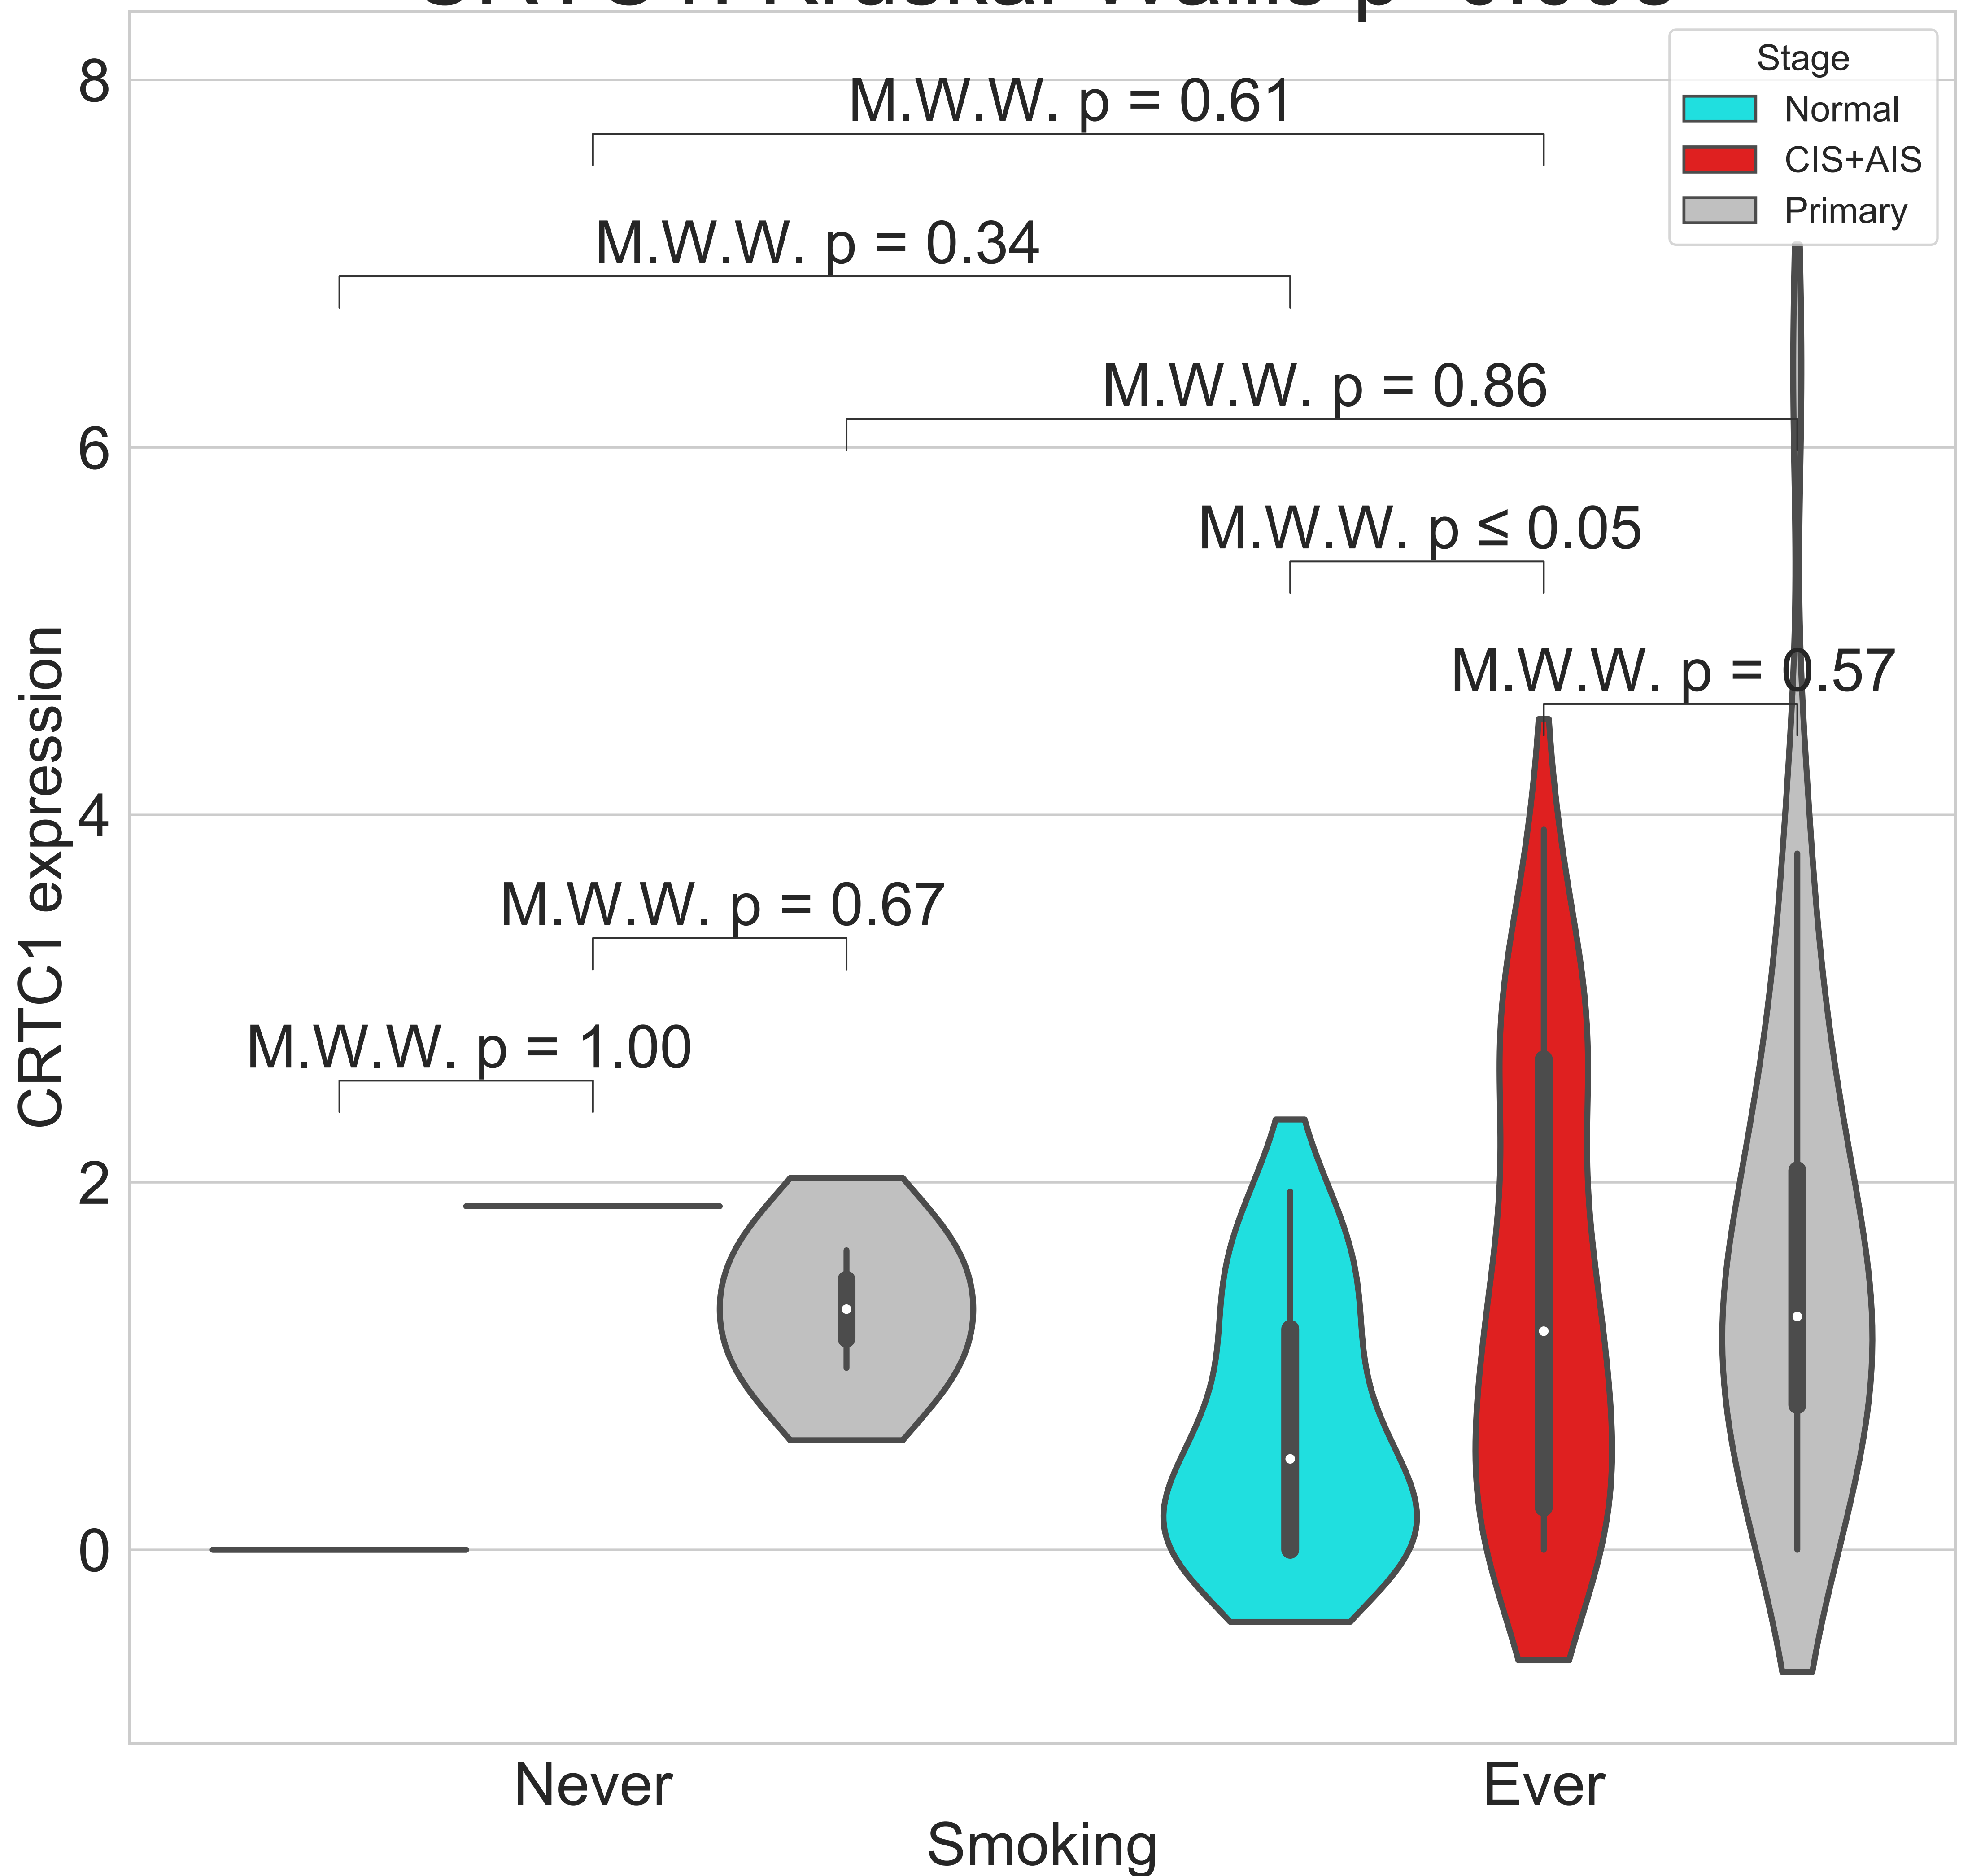 8
6
4
2
0
CRTC1 expression
M.W.W. p = 0.61
M.W.W. p = 0.34
M.W.W. p = 0.86
M.W.W. p ≤ 0.05
M.W.W. p = 0.57
M.W.W. p = 0.67
M.W.W. p = 1.00
Stage
Normal
CIS+AIS
Primary
Never
Ever
Smoking